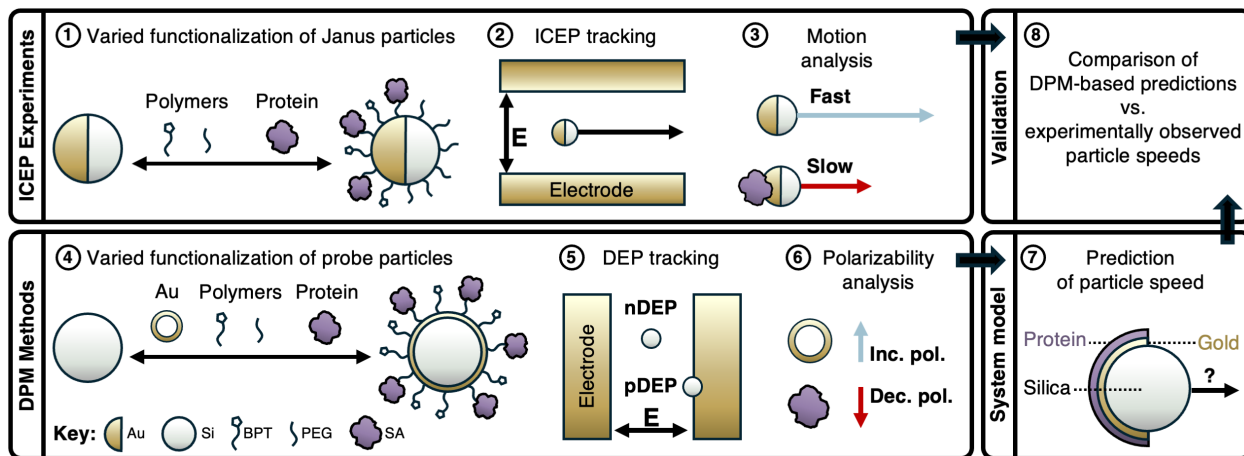 ICEP Experiments
① Varied functionalization of Janus particles
Polymers Protein
② ICEP tracking
E
Electrode
③ Motion
analysis
Fast
Slow
Validation
⑧
Comparison of
DPM-based predictions
vs.
experimentally observed
particle speeds
DPM Methods
④ Varied functionalization of probe particles
Au Polymers Protein
Key: Au Si BPT PEG SA
⑤ DEP tracking
Electrode
nDEP
pDEP
E
⑥ Polarizability
analysis
Inc. pol.
Dec. pol.
System model
⑦ Prediction
of particle speed
Protein Gold
Silica ?